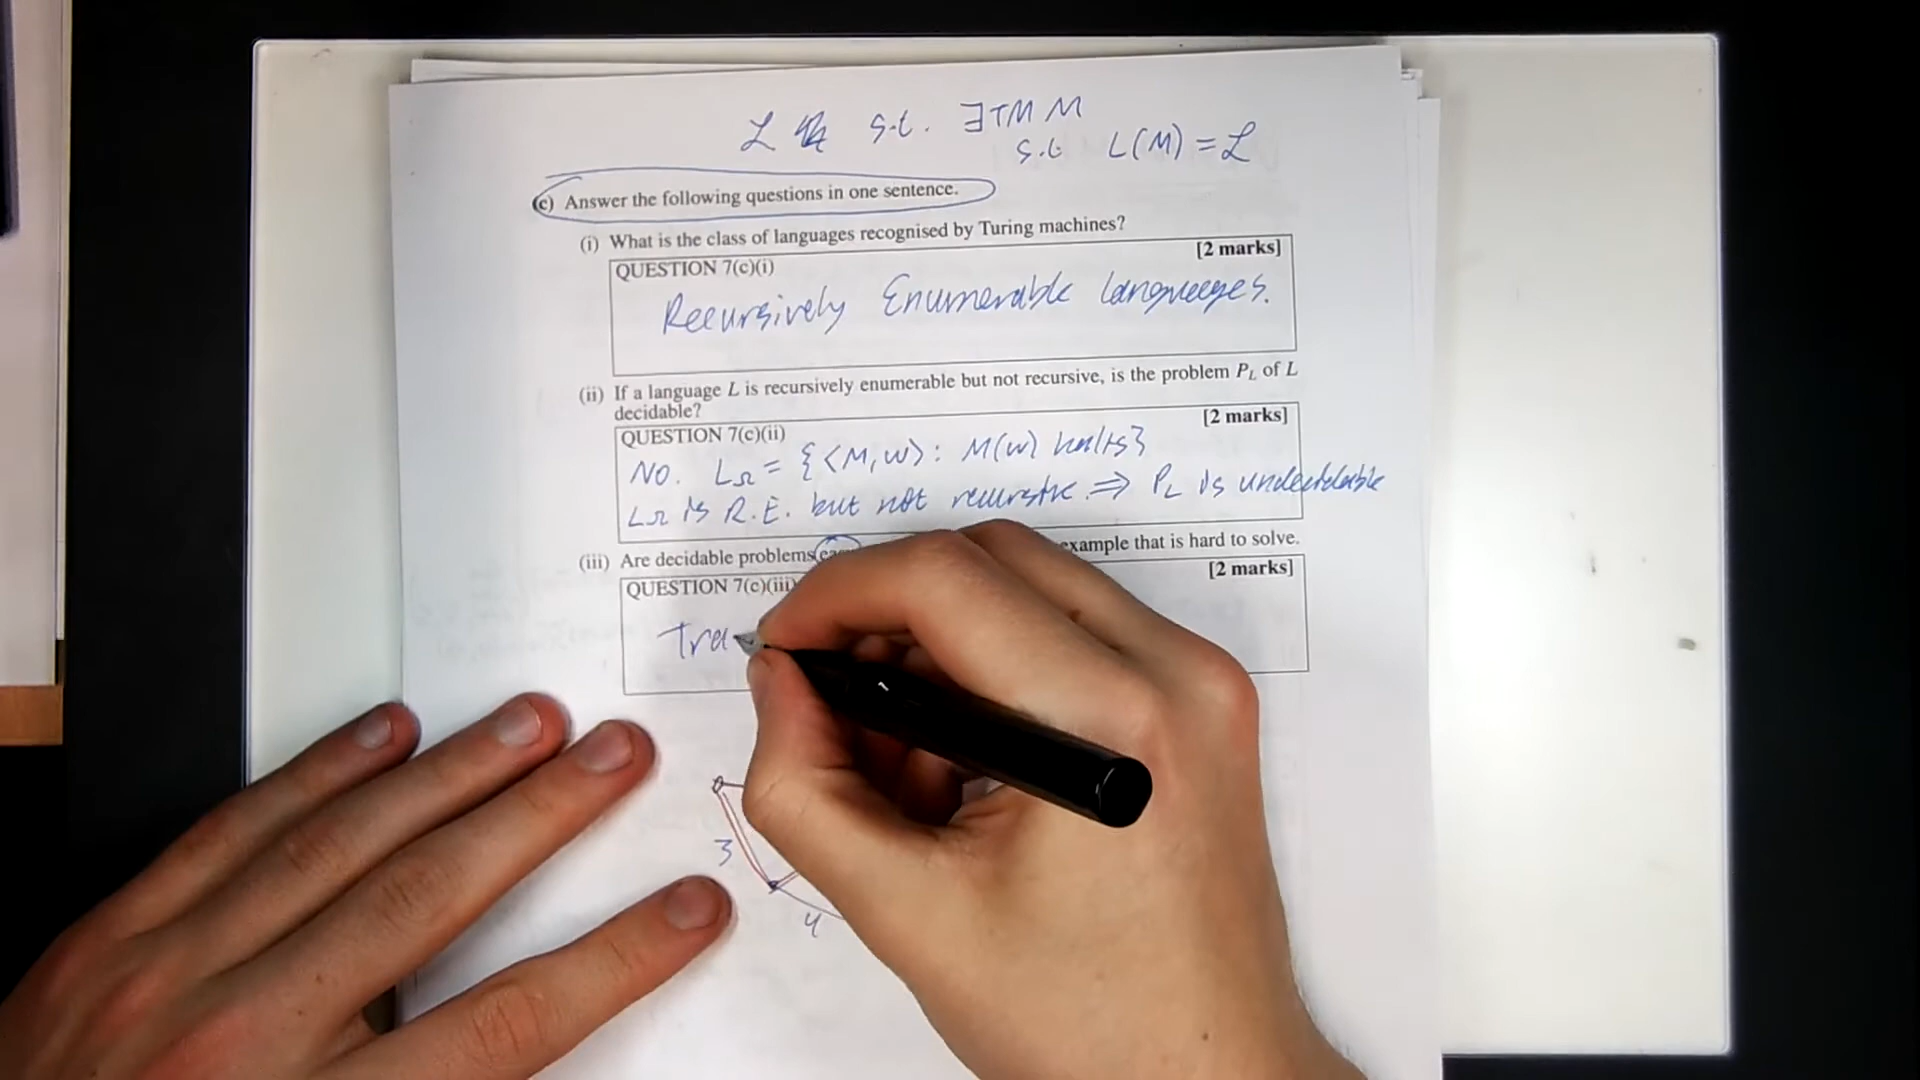 L s.t. ∃TM M
s.t. L(M) = L
(c) Answer the following questions in one sentence.
(i) What is the class of languages recognised by Turing machines?
[2 marks]
QUESTION 7(c)(i)
Recursively Enumerable languages.
(ii) If a language L is recursively enumerable but not recursive, is the problem P_L of L
decidable?
[2 marks]
QUESTION 7(c)(ii)
No. L_Ω = {<M,w>: M(w) halts}
L_Ω is R.E. but not recursive. ⇒ P_L is undecidable
(iii) Are decidable problems example that is hard to solve.
[2 marks]
QUESTION 7(c)(iii)
Tra
3
4